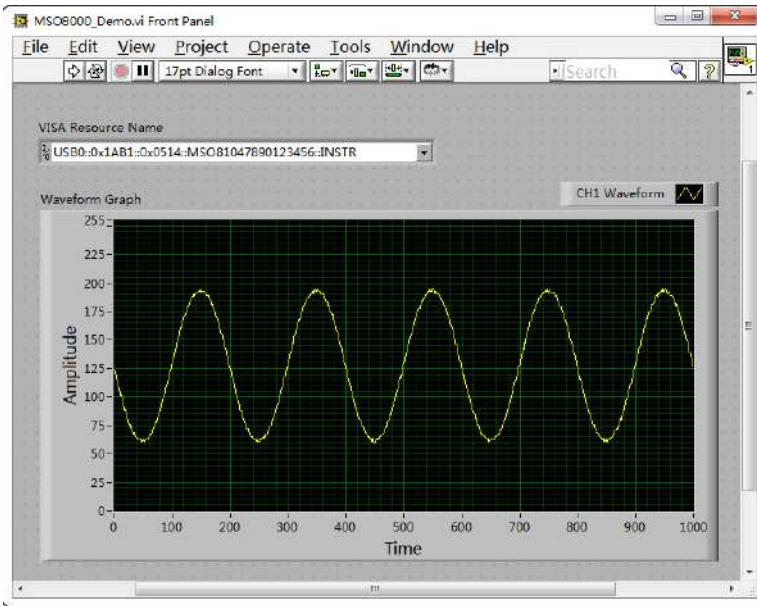 MSO8000_Demo.vi Front Panel
File Edit View Project Operate Tools Window Help
17pt Dialog Font
Search
?
1
VISA Resource Name
USB0::0x1AB1::0x0514::MSO81047890123456::INSTR
Waveform Graph
CH1 Waveform
255
225
200
175
150
125
100
75
50
25
0
Amplitude
0 100 200 300 400 500 600 700 800 900 1000
Time